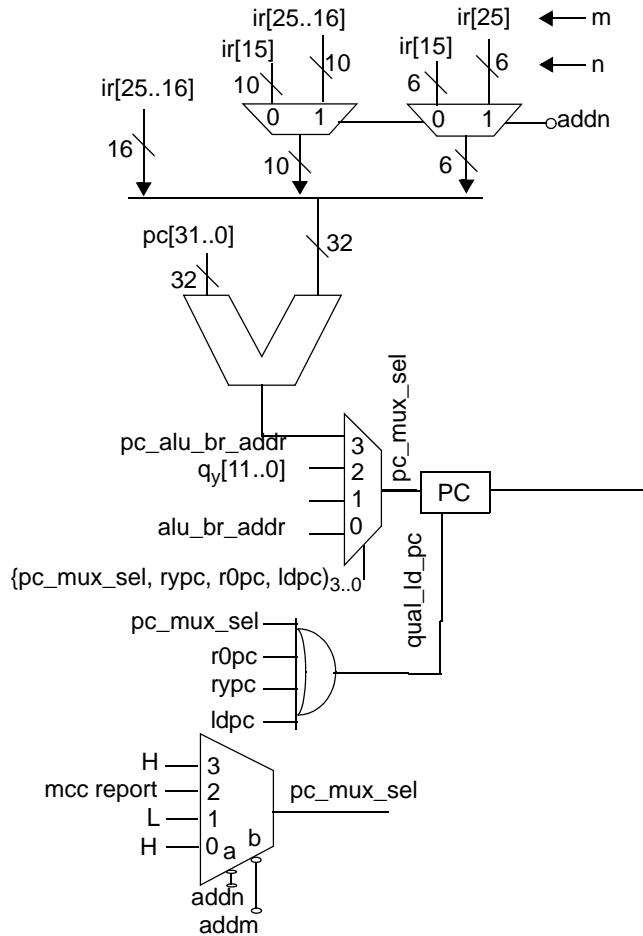 ir[25..16] ir[25] m
ir[15] ir[15] n
10 10 6 6
ir[25..16]
0 1 0 1 addn
16 10 6
pc[31..0] 32
32
pc_mux_sel
pc_alu_br_addr 3
qy[11..0] 2
1 PC
alu_br_addr 0
{pc_mux_sel, rypc, r0pc, ldpc)3..0
qual_ld_pc
pc_mux_sel
r0pc
rypc
ldpc
H 3
mcc report 2 pc_mux_sel
L 1
H 0 a b
addn
addm